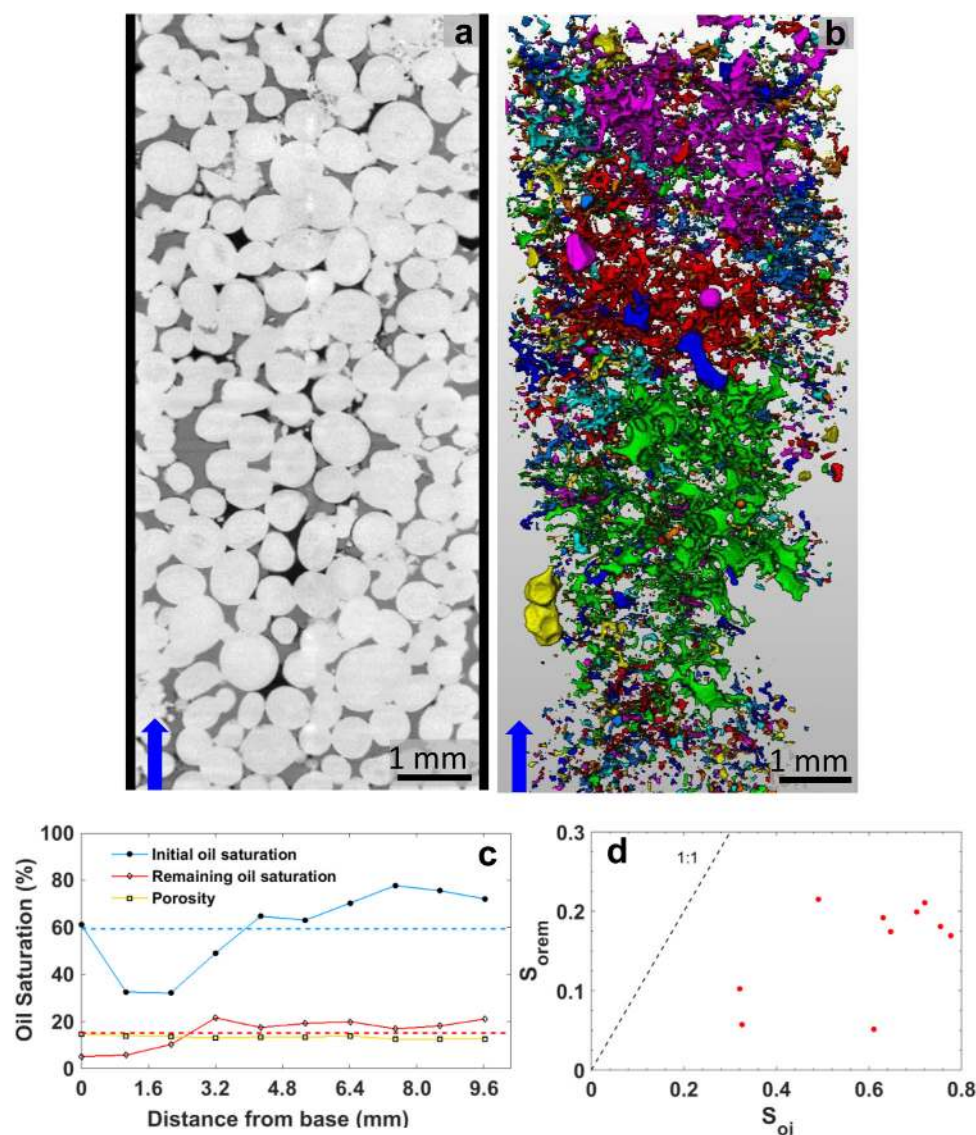 a
b
1 mm
1 mm
c
Initial oil saturation
Remaining oil saturation
Porosity
Oil Saturation (%)
100
80
60
40
20
0
0 1.6 3.2 4.8 6.4 8.0 9.6
Distance from base (mm)
d
1:1
S orem
0.3
0.2
0.1
0
0 0.2 0.4 0.6 0.8
S oi